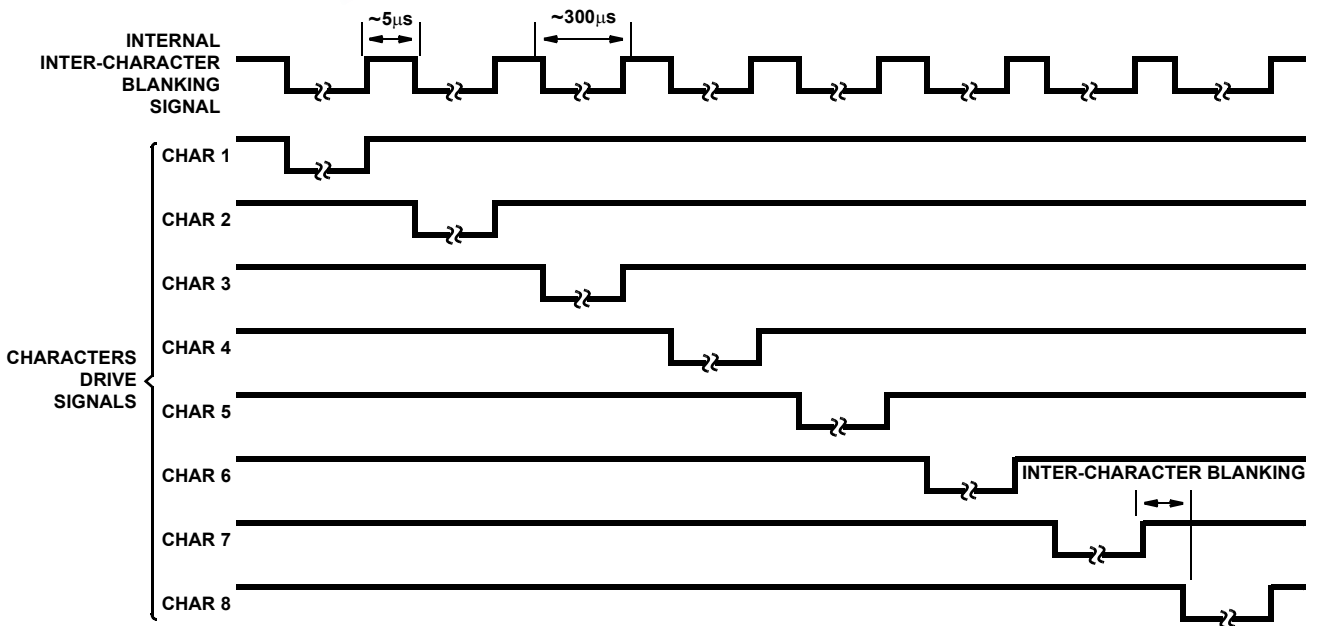 ~5μs
~300μs
INTERNAL
INTER-CHARACTER
BLANKING
SIGNAL
CHAR 1
CHAR 2
CHAR 3
CHAR 4
CHARACTERS
DRIVE
SIGNALS
CHAR 5
CHAR 6
INTER-CHARACTER BLANKING
CHAR 7
CHAR 8